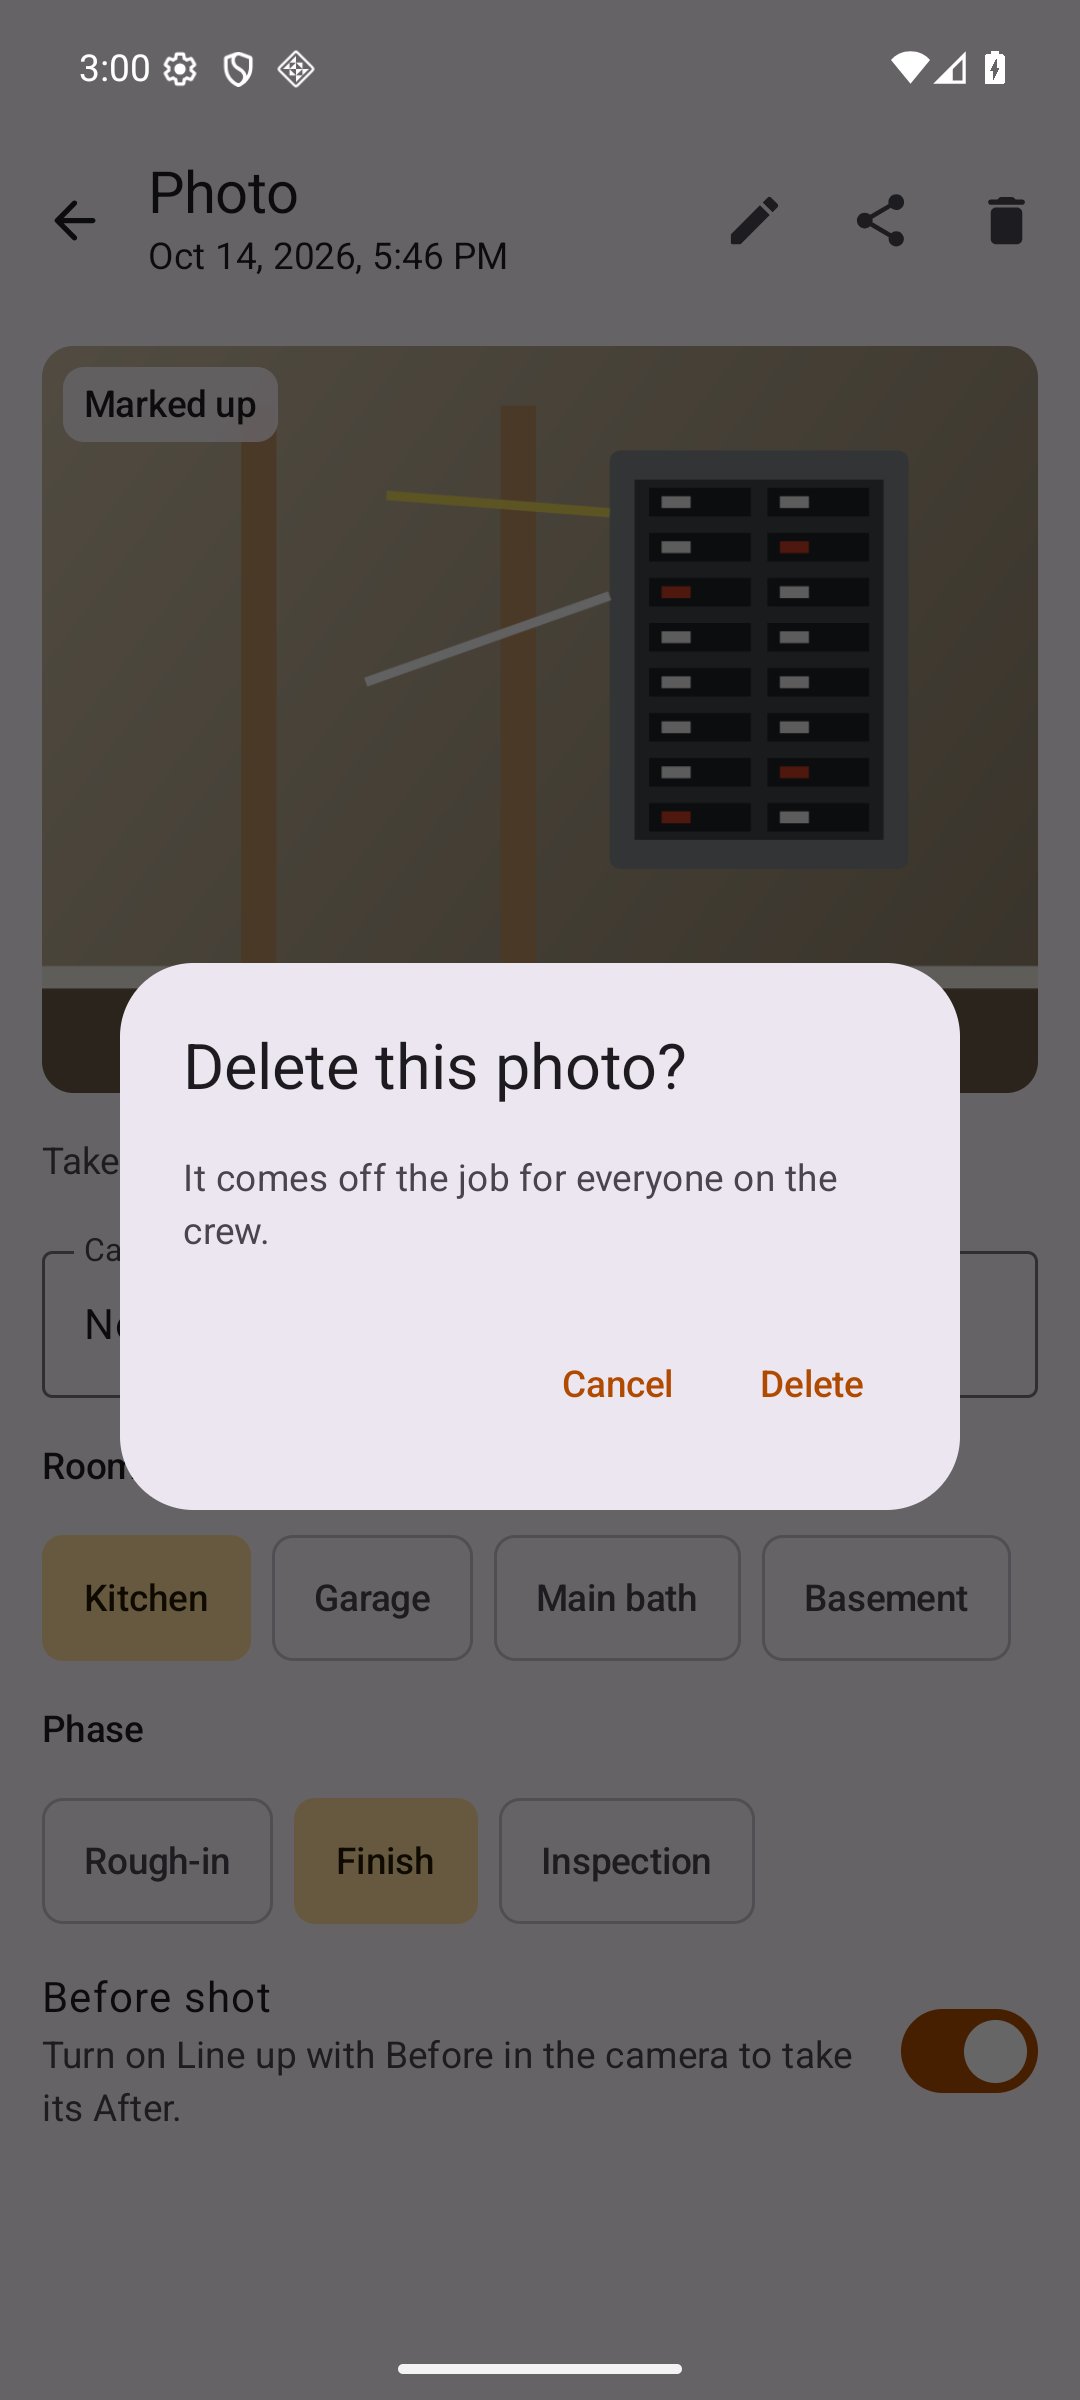 3:00
Photo
Oct 14, 2026, 5:46 PM
Marked up
Delete this photo?
It comes off the job for everyone on the
crew.
Cancel
Delete
Kitchen
Garage
Main bath
Basement
Phase
Rough-in
Finish
Inspection
Before shot
Turn on Line up with Before in the camera to take
its After.